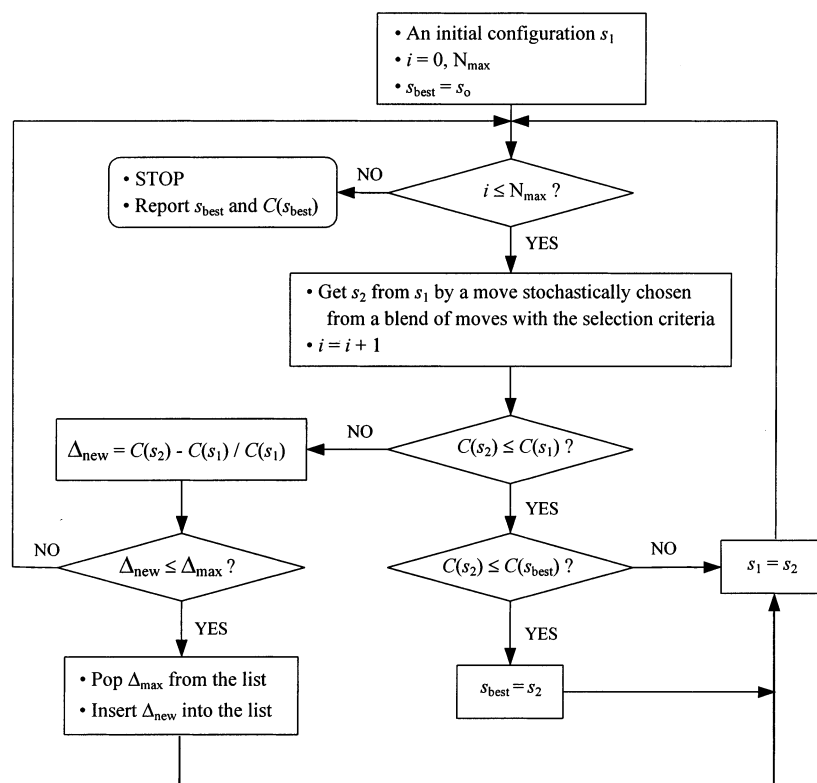 • An initial configuration s₁
• i = 0, Nmax
• sbest = so
NO
• STOP
• Report sbest and C(sbest)
i ≤ Nmax ?
YES
• Get s₂ from s₁ by a move stochastically chosen
from a blend of moves with the selection criteria
• i = i + 1
NO
Δnew = C(s₂) - C(s₁) / C(s₁)
C(s₂) ≤ C(s₁) ?
YES
NO
Δnew ≤ Δmax ?
C(s₂) ≤ C(sbest) ?
NO
s₁ = s₂
YES
YES
• Pop Δmax from the list
• Insert Δnew into the list
sbest = s₂